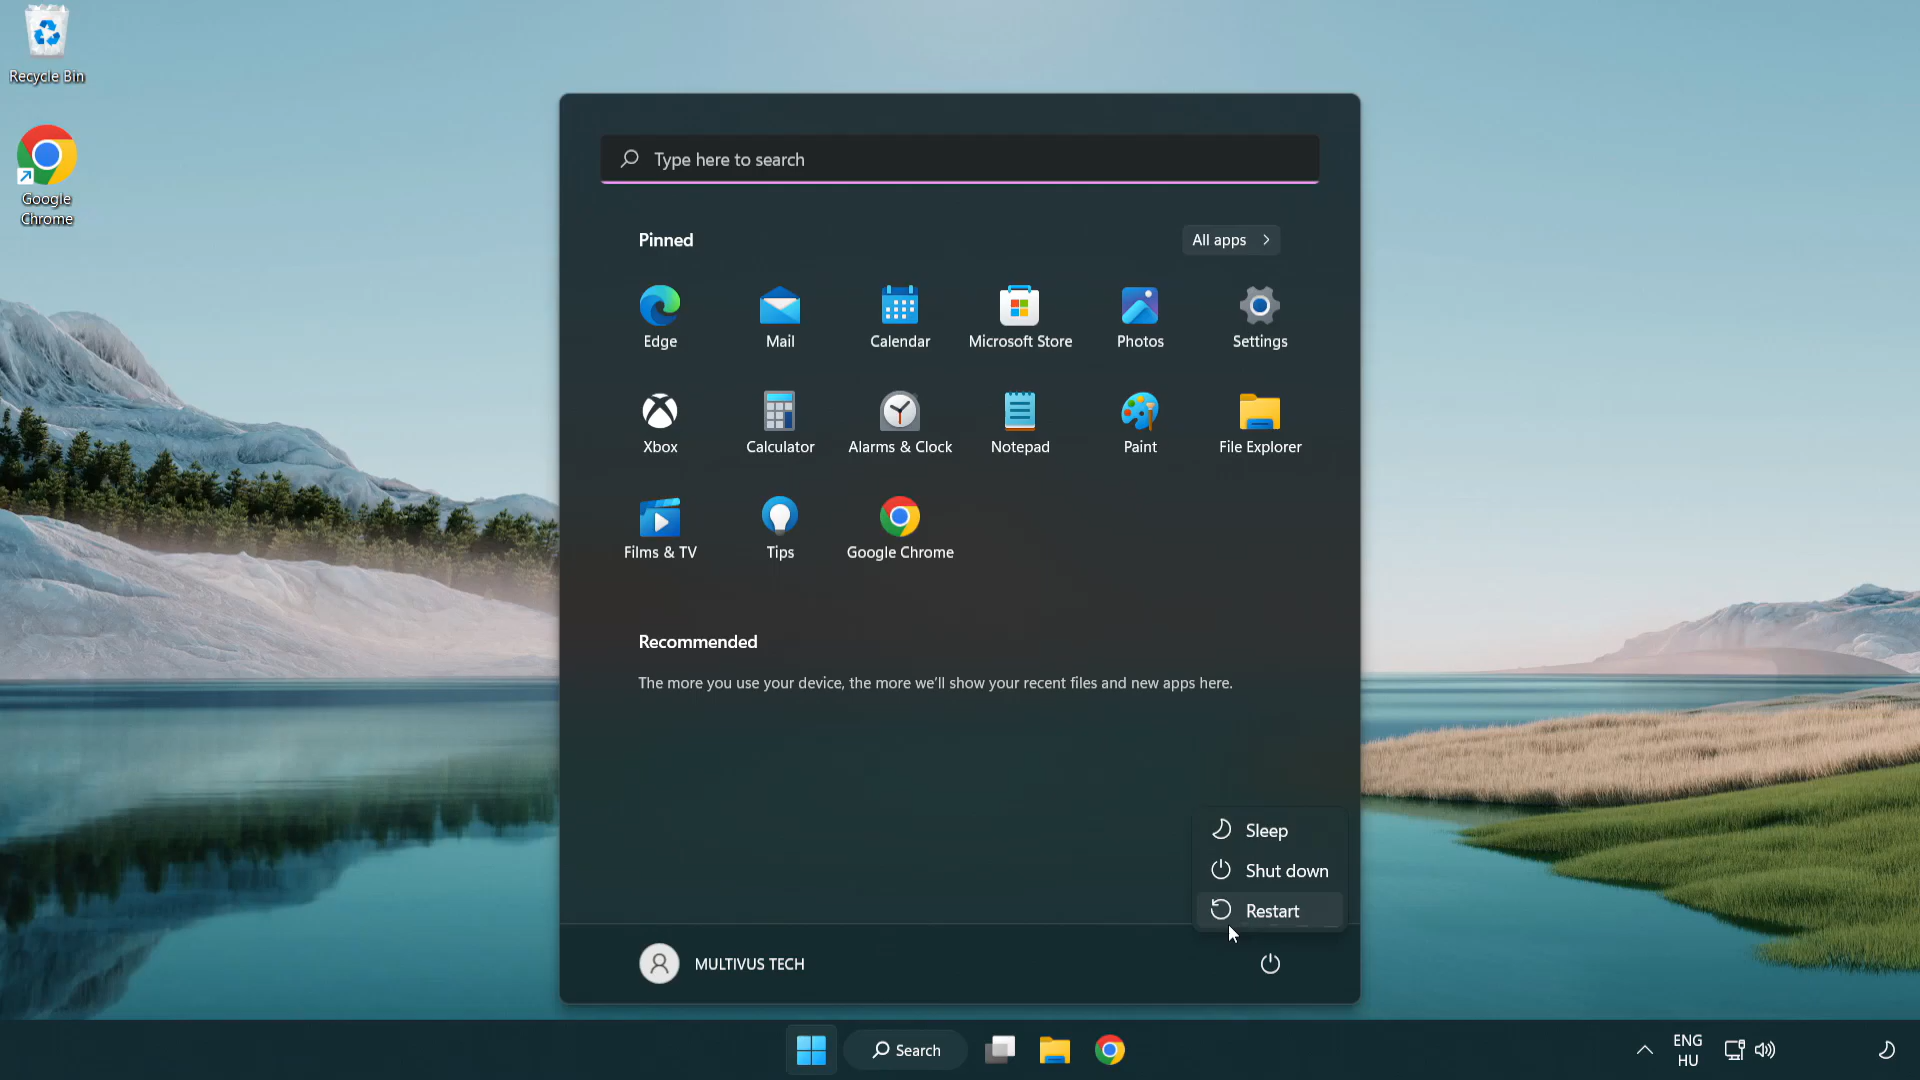 Recycle Bin
Google
Chrome
Type here to search
Pinned
All apps
Edge
Mail
Calendar
Microsoft Store
Photos
Settings
Xbox
Calculator
Alarms & Clock
Notepad
Paint
File Explorer
Films & TV
Tips
Google Chrome
Recommended
The more you use your device, the more we'll show your recent files and new apps here.
Sleep
Shut down
Restart
MULTIVUS TECH
Search
ENG
HU